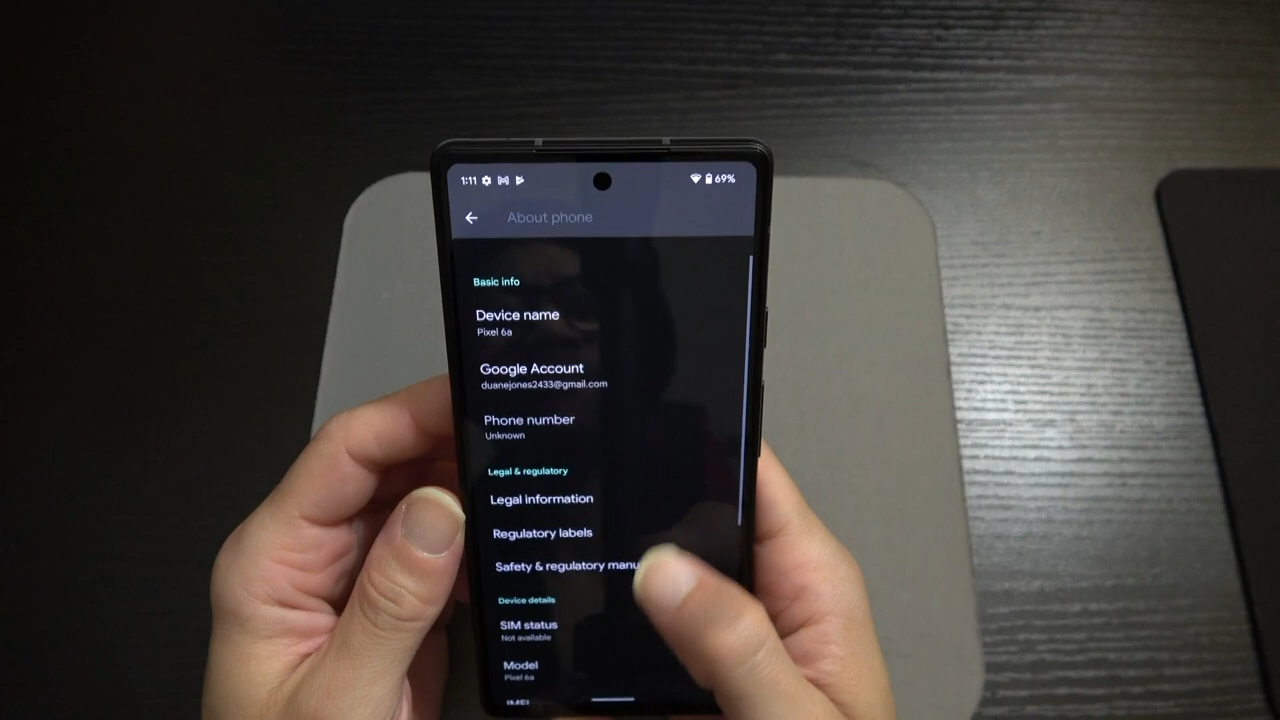 1:11 69%
About phone
Basic info
Device name
Pixel 6a
Google Account
duanejones2433@gmail.com
Phone number
Unknown
Legal & regulatory
Legal information
Regulatory labels
Safety & regulatory manu
Device details
SIM status
Not available
Model
Pixel 6a
IMEI